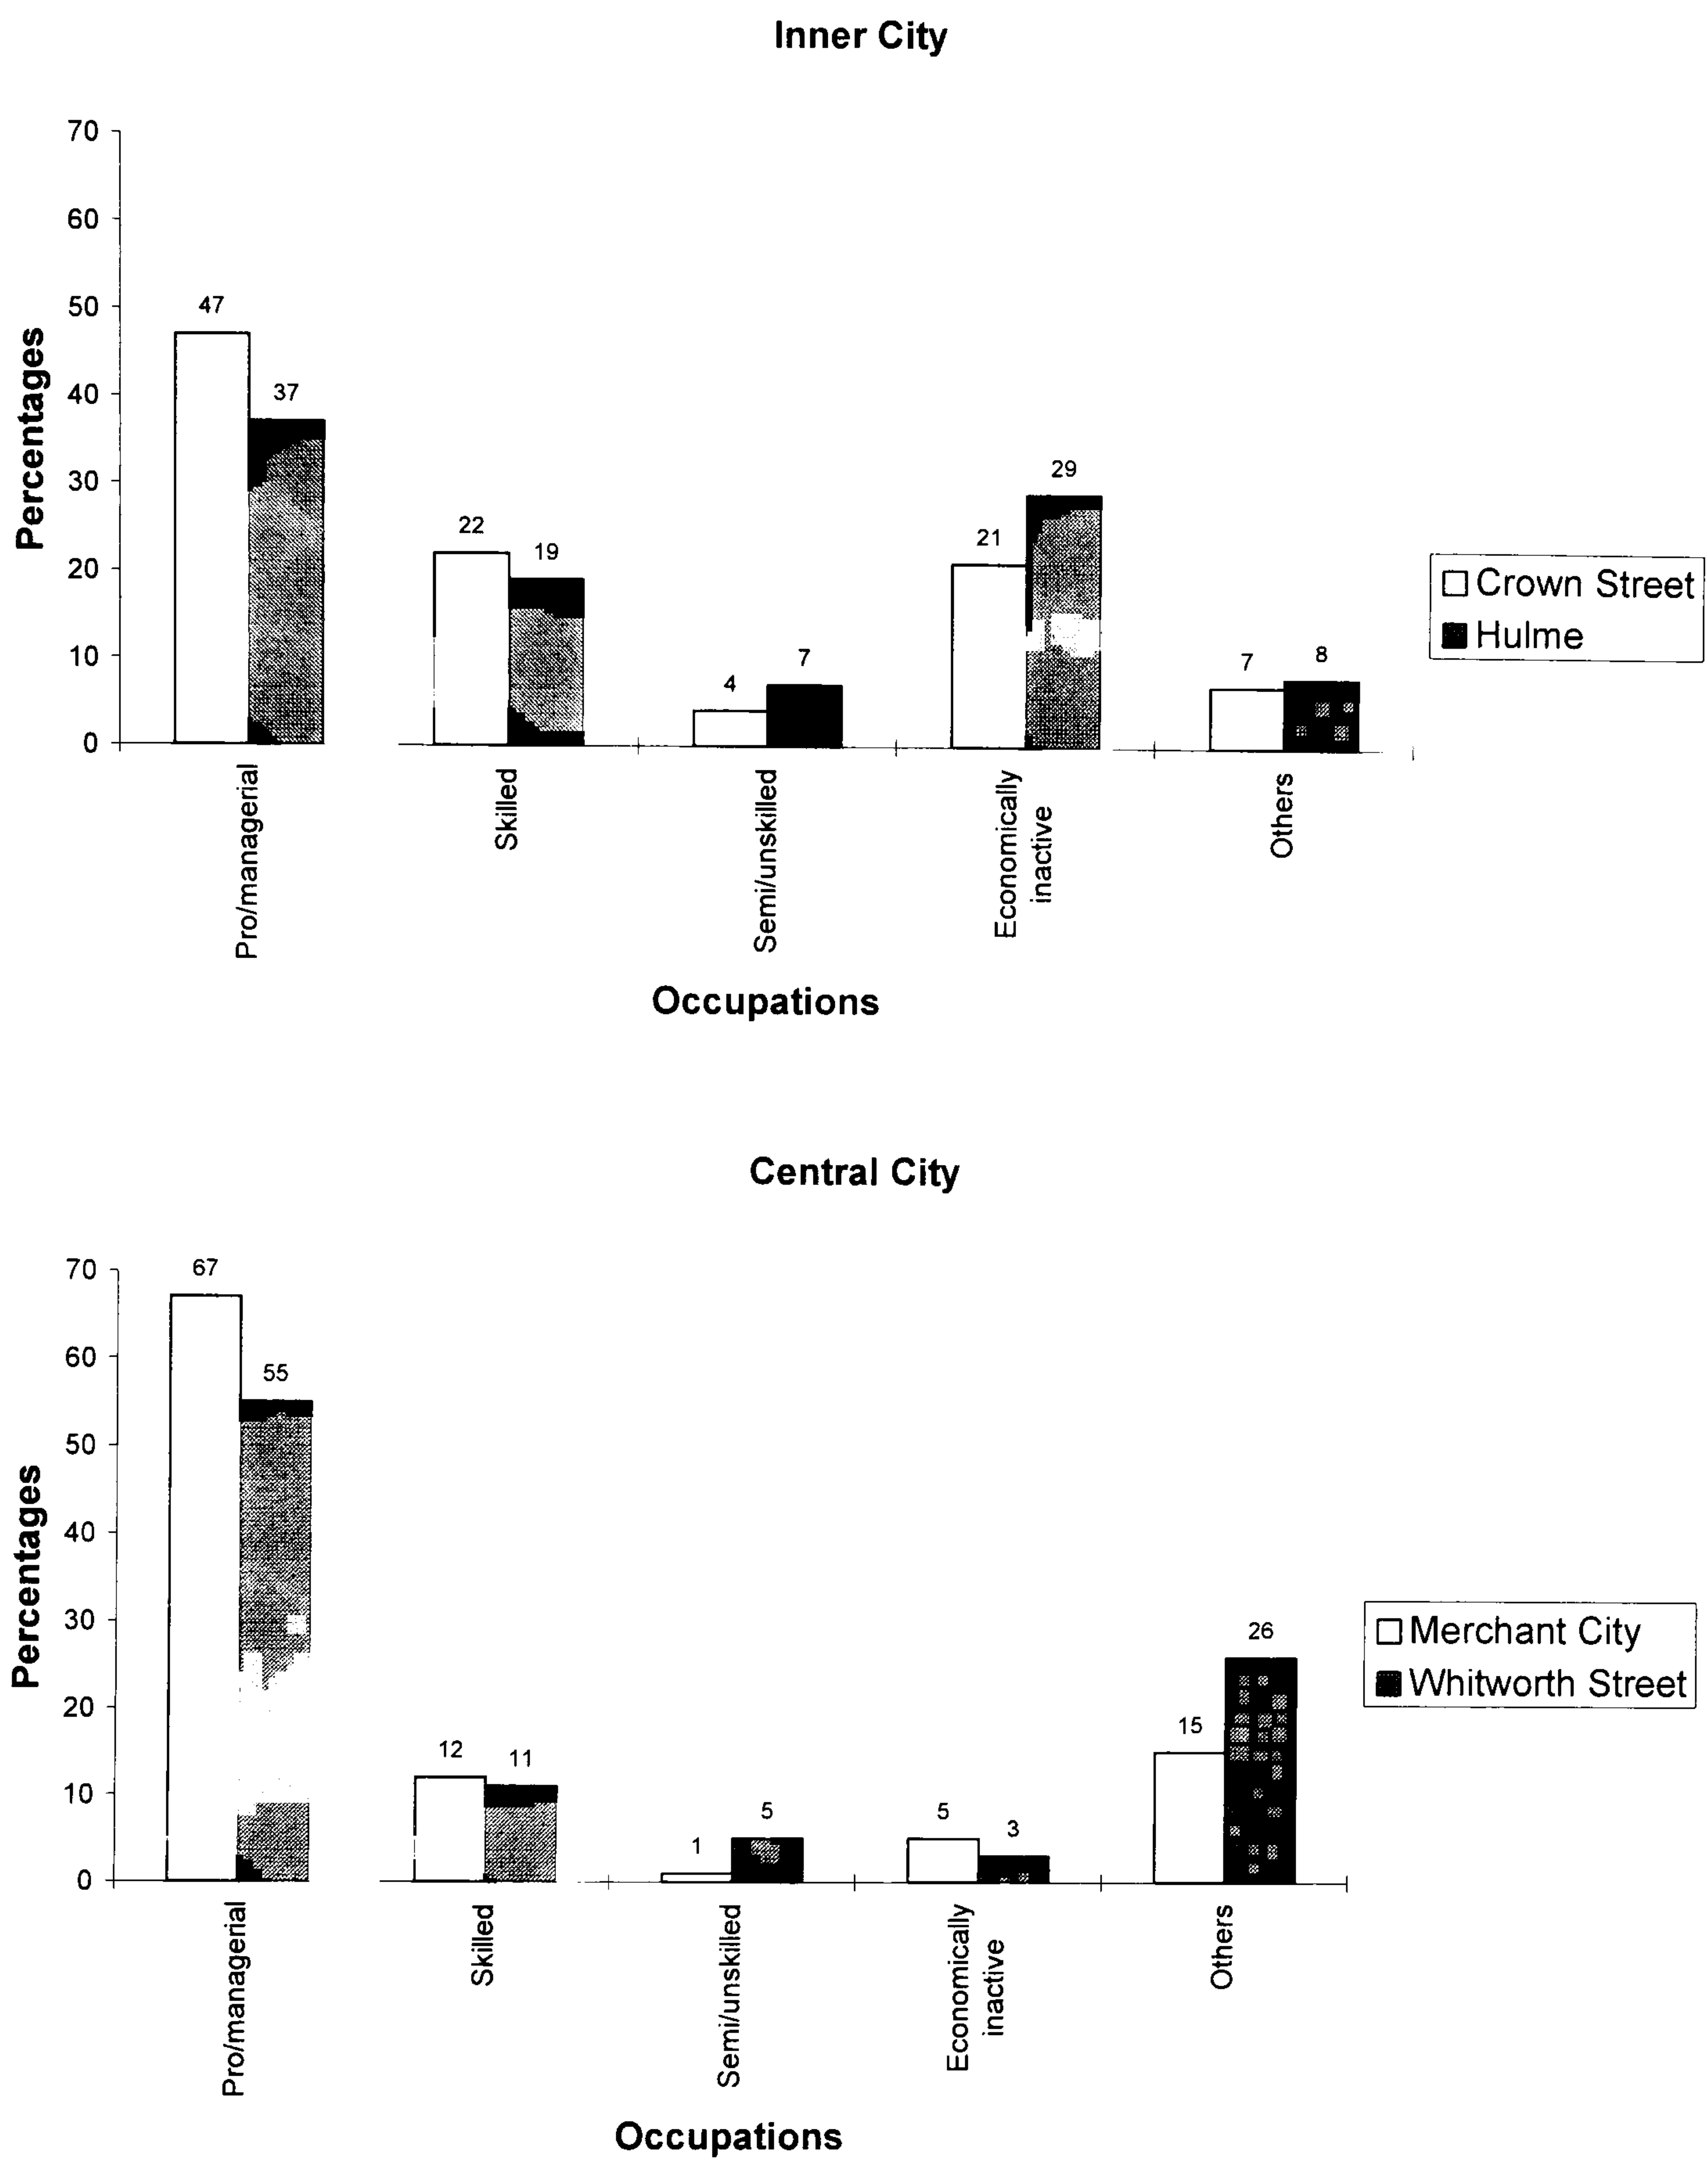 Inner City
70
60
50
40
30
20
10
0
Percentages
47
37
22
19
4
7
21
29
7
8
Crown Street
Hulme
Pro/managerial
Skilled
Semi/unskilled
Economically
inactive
Others
Occupations
Central City
70
60
50
40
30
20
10
0
Percentages
67
55
12
11
1
5
5
3
15
26
Merchant City
Whitworth Street
Pro/managerial
Skilled
Semi/unskilled
Economically
inactive
Others
Occupations